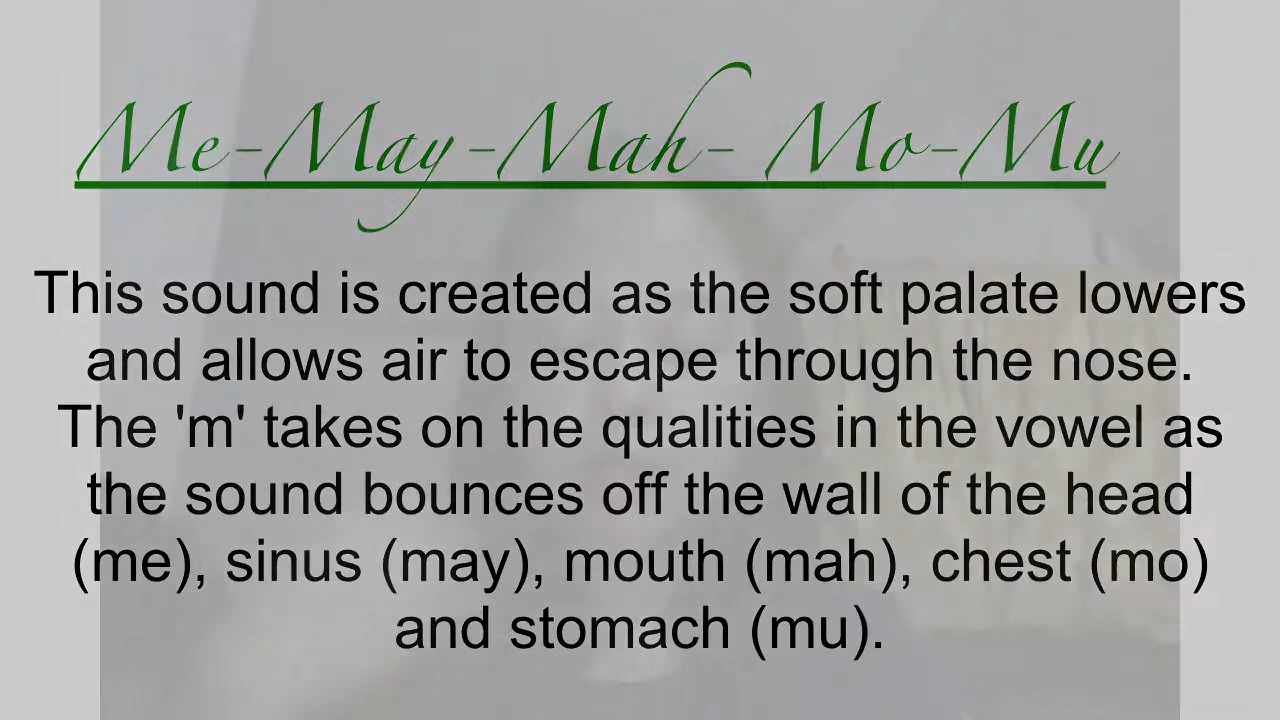 Me-May-Mah- Mo-Mu
This sound is created as the soft palate lowers
and allows air to escape through the nose.
The 'm' takes on the qualities in the vowel as
the sound bounces off the wall of the head
(me), sinus (may), mouth (mah), chest (mo)
and stomach (mu).